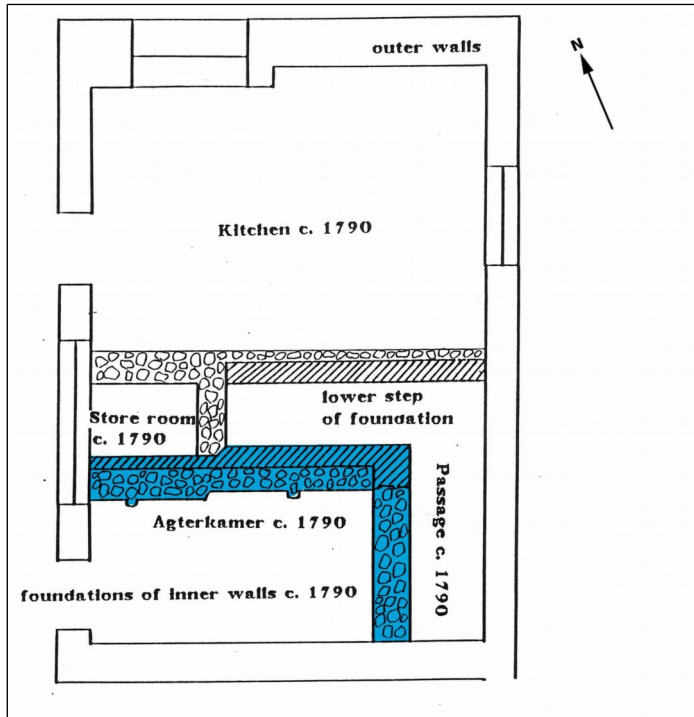 outer walls
N
Kitchen c. 1790
lower step
of foundation
Store room
c. 1790
Passage c. 1790
Agterkamer c. 1790
foundations of inner walls c. 1790